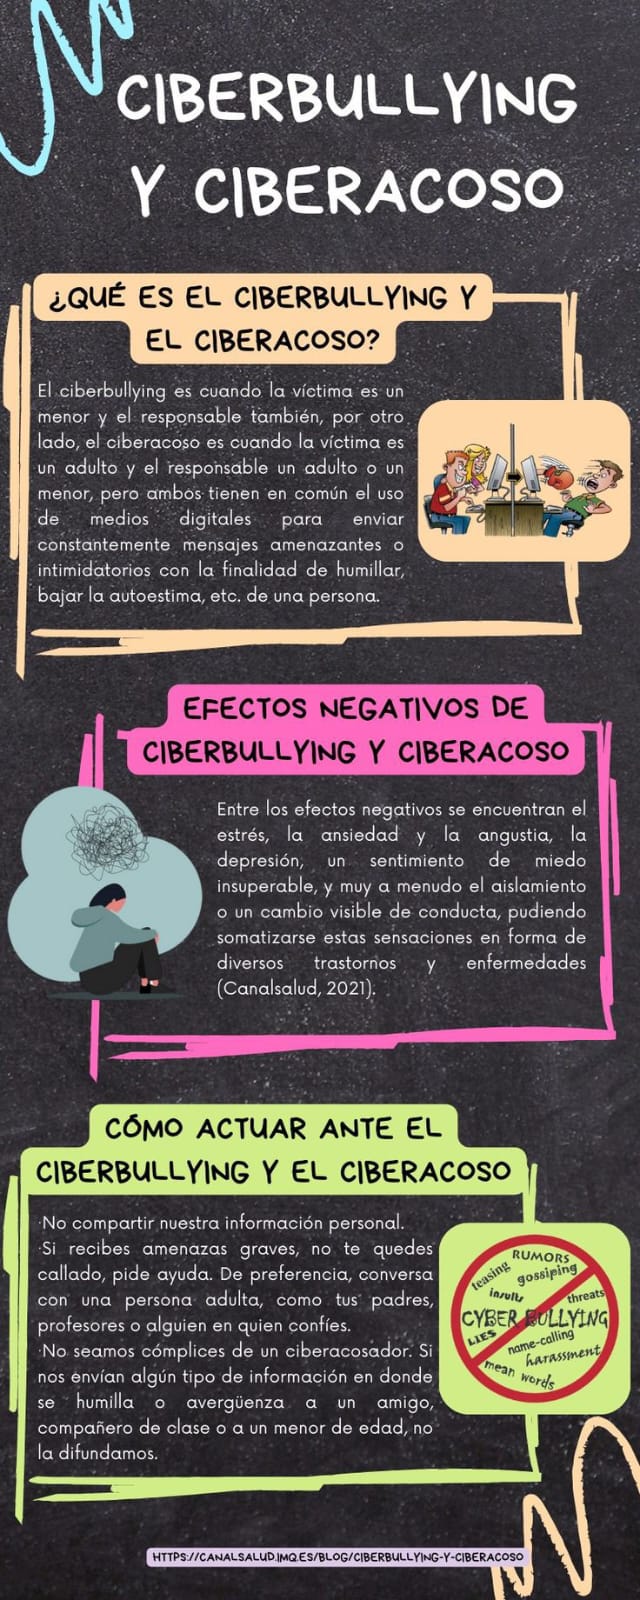 CIBERBULLYING
Y CIBERACOSO
¿QUÉ ES EL CIBERBULLYING Y
EL CIBERACOSO?
El ciberbullying es cuando la víctima es un
menor y el responsable también, por otro
lado, el ciberacoso es cuando la víctima es
un adulto y el responsable un adulto o un
menor, pero ambos tienen en común el uso
de medios digitales para enviar
constantemente mensajes amenazantes o
intimidatorios con la finalidad de humillar,
bajar la autoestima, etc. de una persona.
EFECTOS NEGATIVOS DE
CIBERBULLYING Y CIBERACOSO
Entre los efectos negativos se encuentran el
estrés, la ansiedad y la angustia, la
depresión, un sentimiento de miedo
insuperable, y muy a menudo el aislamiento
o un cambio visible de conducta, pudiendo
somatizarse estas sensaciones en forma de
diversos trastornos y enfermedades
(Canalsalud, 2021).
CÓMO ACTUAR ANTE EL
CIBERBULLYING Y EL CIBERACOSO
·No compartir nuestra información personal.
·Si recibes amenazas graves, no te quedes
callado, pide ayuda. De preferencia, conversa
con una persona adulta, como tus padres,
profesores o alguien en quien confíes.
·No seamos cómplices de un ciberacosador. Si
nos envían algún tipo de información en donde
se humilla o avergüenza a un amigo,
compañero de clase o a un menor de edad, no
la difundamos.
RUMORS
teasing
gossiping
insults
threats
CYBER BULLYING
LIES
name-calling
harassment
mean words
HTTPS://CANALSALUD.IMQ.ES/BLOG/CIBERBULLYING-Y-CIBERACOSO